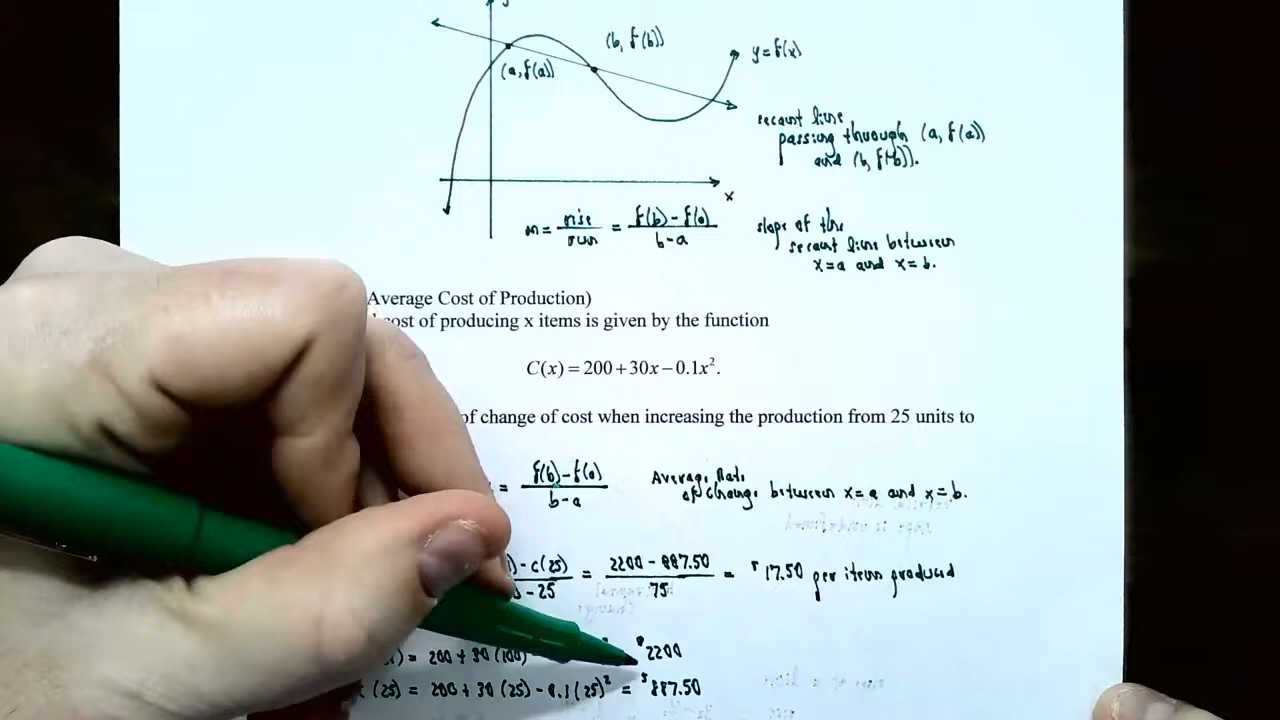 (b, f(b))
y = f(x)
(a, f(a))
secant line
passing through (a, f(a))
and (b, f(b)).
x
m = rise/run = f(b) - f(a)/b - a
slope of the
secant line between
x = a and x = b.
Average Cost of Production)
cost of producing x items is given by the function
C(x) = 200 + 30x − 0.1x².
of change of cost when increasing the production from 25 units to
= f(b) - f(a)/b - a
Average Rate
of change between x = a and x = b.
) - C(25)/- 25 = 2200 - 887.50/75 = $17.50 per item produced
) = 200 + 30 (100) $2200
(25) = 200 + 30 (25) - 0.1 (25)² = $887.50